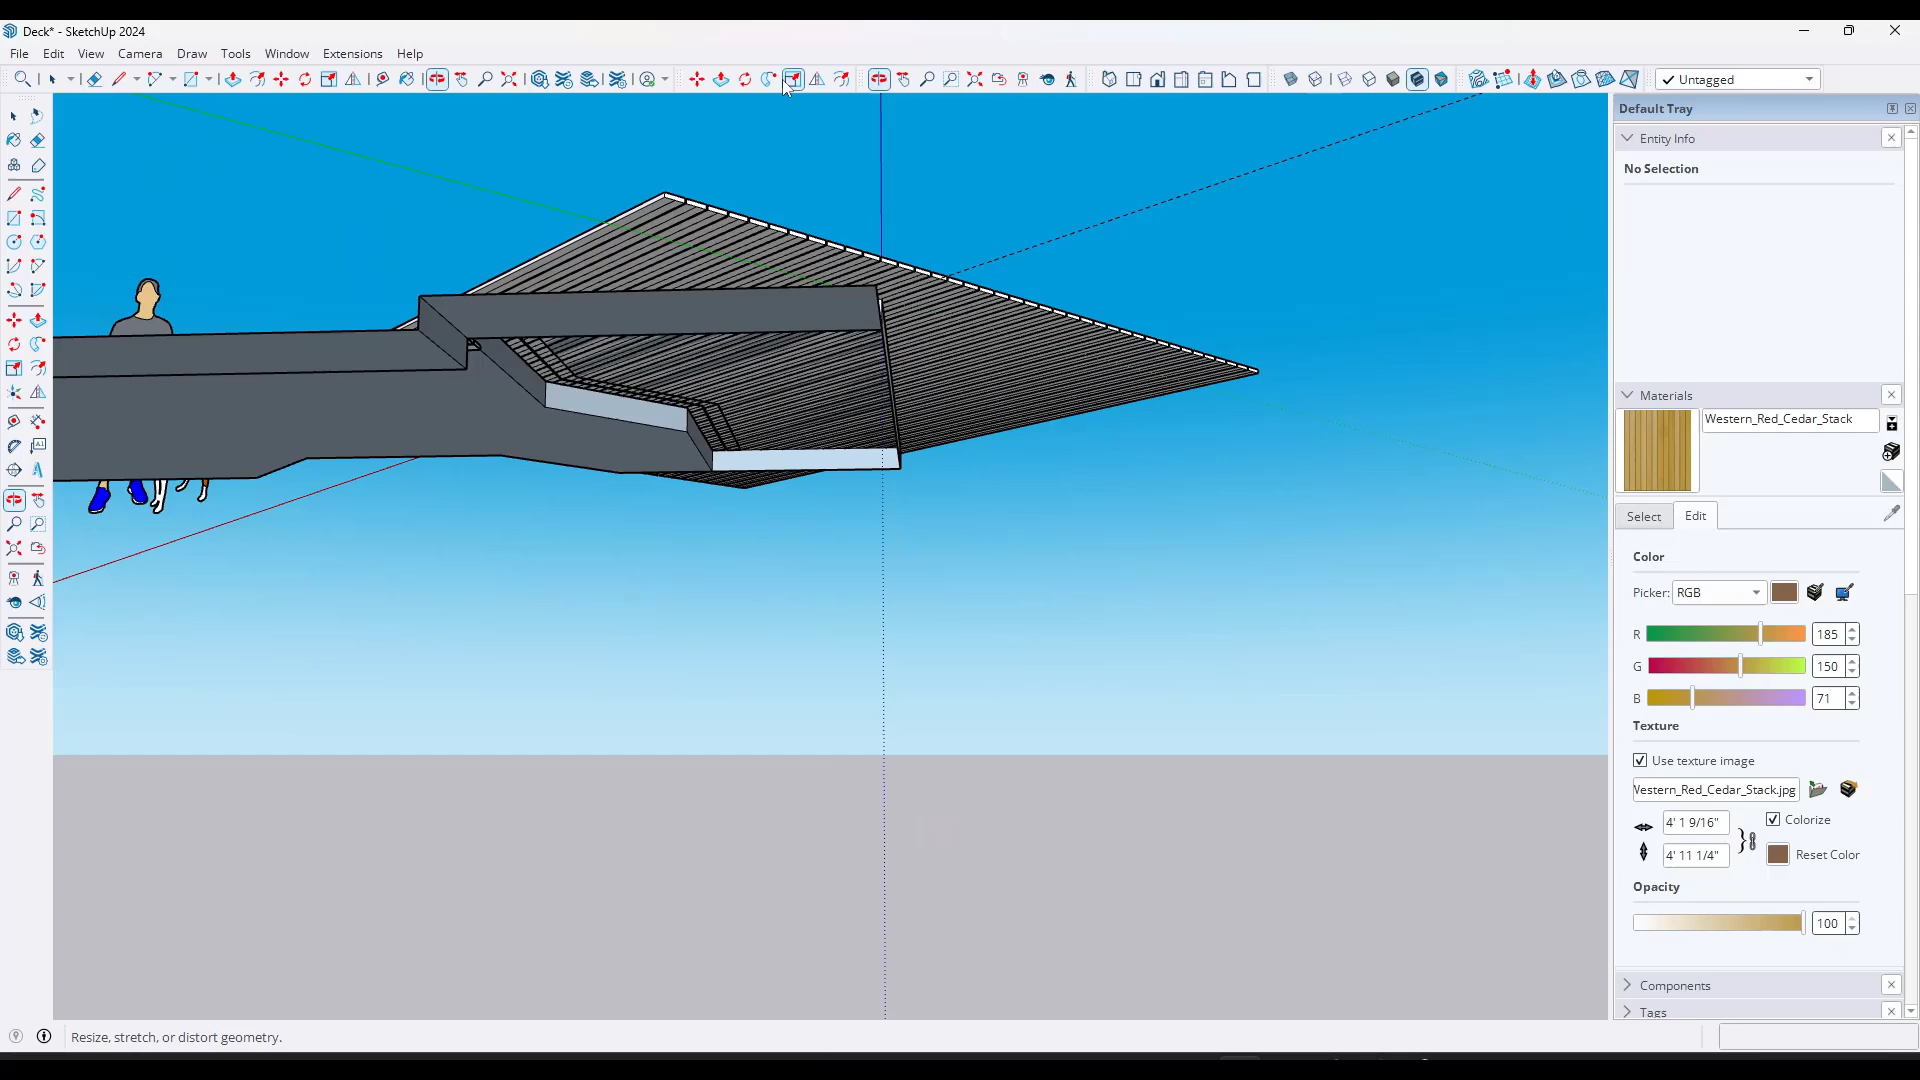 Deck* - SketchUp 2024
File Edit View Camera Draw Tools Window Extensions Help
✓ Untagged
Default Tray
Entity Info
No Selection
Materials
Western_Red_Cedar_Stack
Select Edit
Color
Picker: RGB
R 185
G 150
B 71
Texture
Use texture image
Vestern_Red_Cedar_Stack.jpg
4' 1 9/16" Colorize
4' 11 1/4" Reset Color
Opacity
100
Components
Tags
Resize, stretch, or distort geometry.